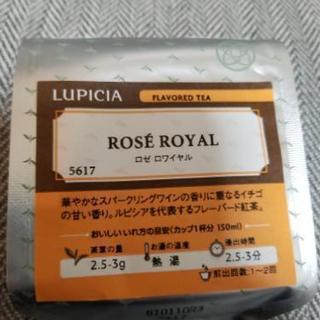 LUPICIA
FLAVORED TEA
ROSÉ ROYAL
ロゼ ロワイヤル
5617
華やかなスパークリングワインの香りに重なるイチゴ
の甘い香り。ルピシアを代表するフレーバード紅茶。
おいしいいれ方の目安(カップ1杯分 150ml)
茶葉の量 お湯の温度 浸出時間
2.5-3g 熱湯 2.5-3分
煎出回数:1~2回